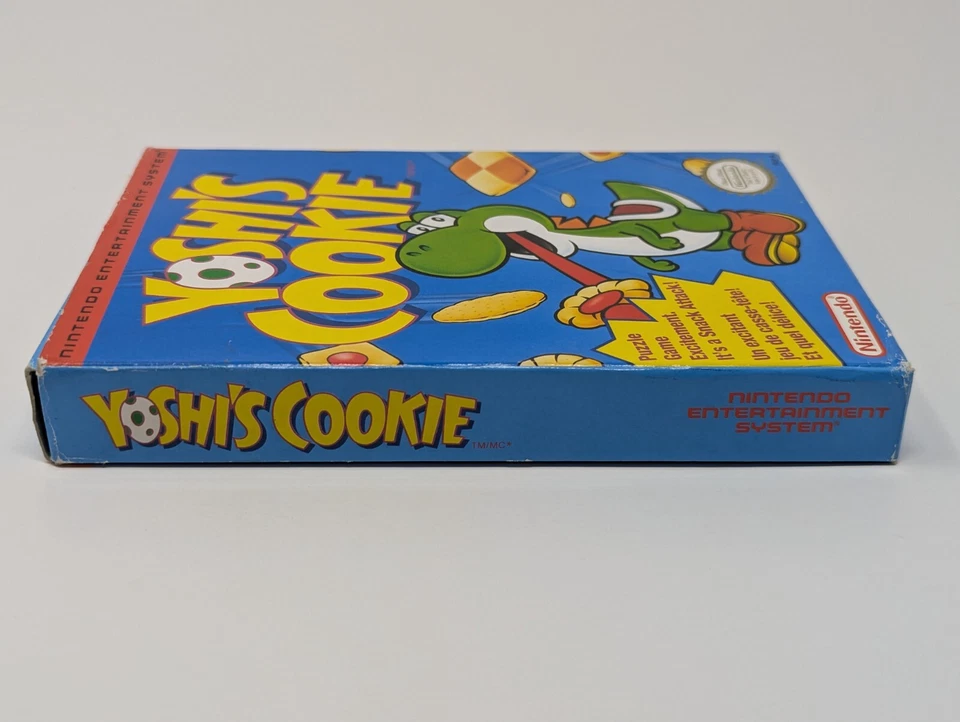 NINTENDO ENTERTAINMENT SYSTEM
YOSHI'S
COOKIE
Puzzle
Game
Excitement.
It's a Snack Attack!
Un excitant
jeu de casse-tête!
Et quel délice!
Nintendo
YOSHI'S COOKIE
TM/MC*
NINTENDO
ENTERTAINMENT
SYSTEM®